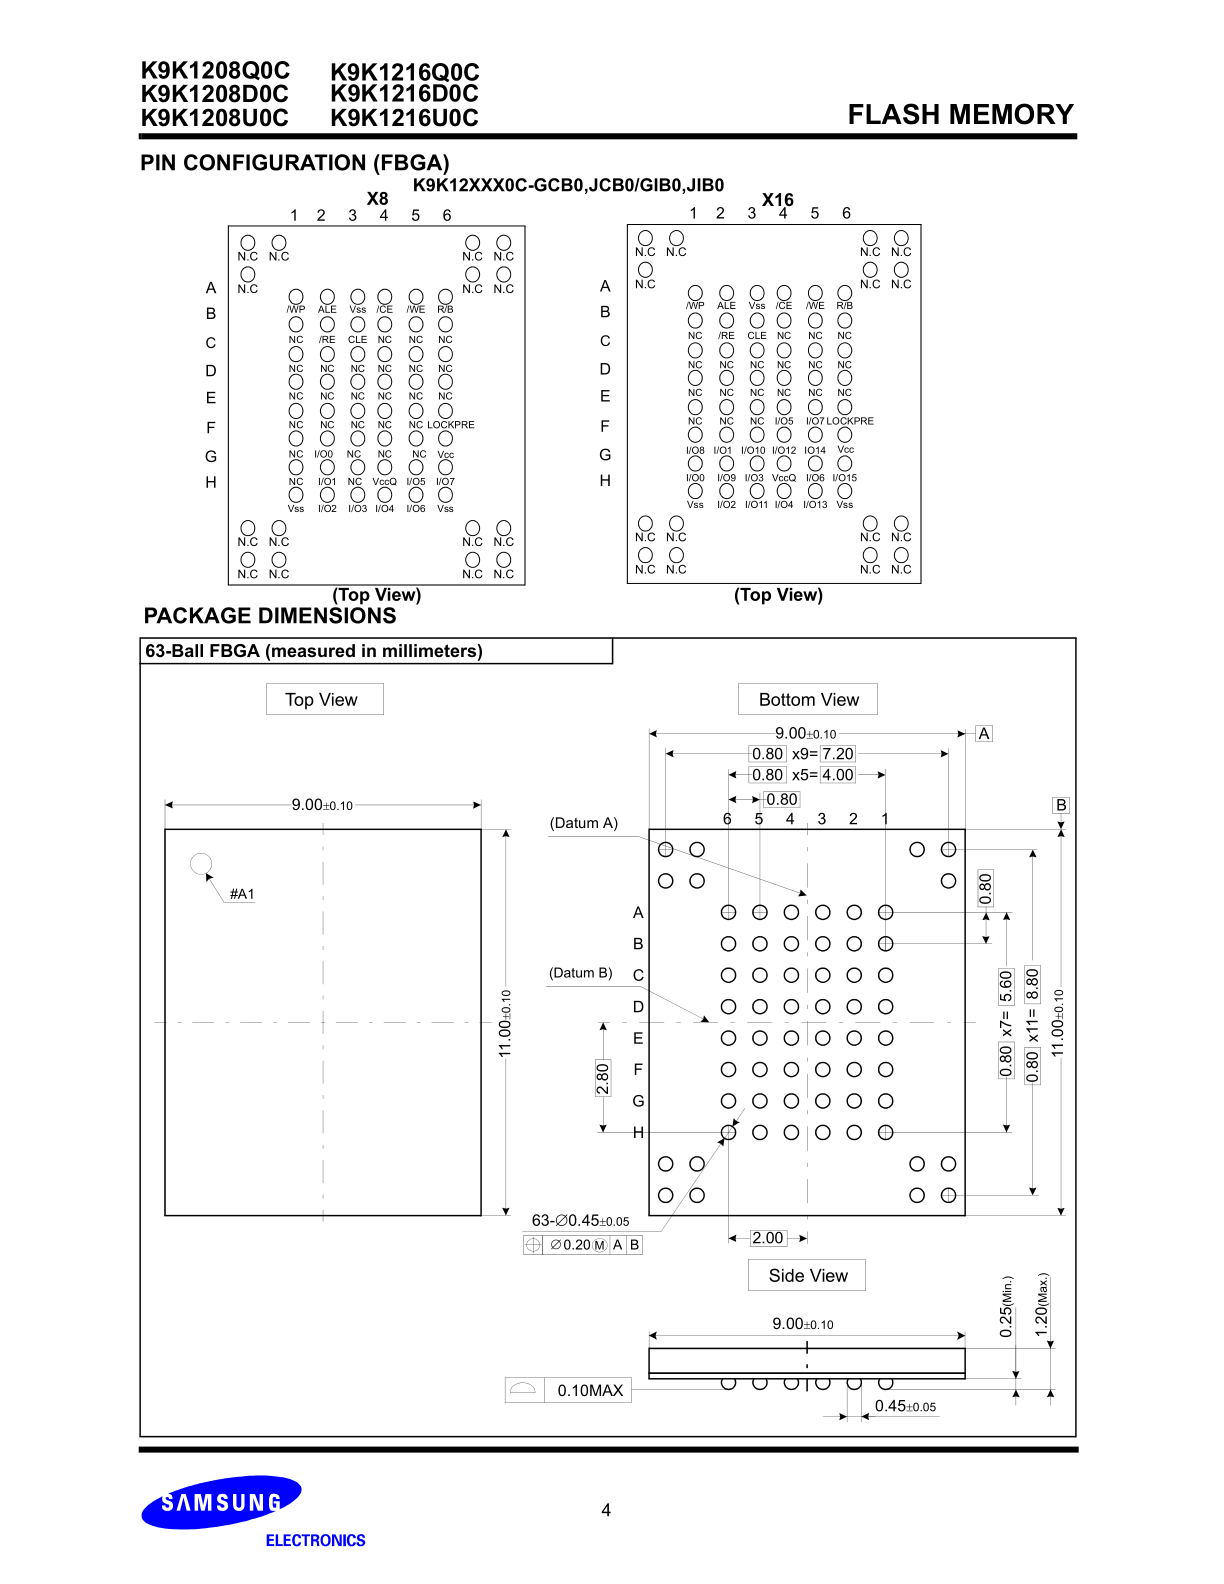 K9K1208Q0C K9K1216Q0C
K9K1208D0C K9K1216D0C
K9K1208U0C K9K1216U0C
FLASH MEMORY
PIN CONFIGURATION (FBGA)
K9K12XXX0C-GCB0,JCB0/GIB0,JIB0
X8
1 2 3 4 5 6
N.C N.C N.C N.C
N.C N.C N.C
A
/WP ALE Vss /CE /WE R/B
B
NC /RE CLE NC NC NC
C
NC NC NC NC NC NC
D
NC NC NC NC NC NC
E
NC NC NC NC NC LOCKPRE
F
NC I/O0 NC NC NC Vcc
G
NC I/O1 NC VccQ I/O5 I/O7
H
Vss I/O2 I/O3 I/O4 I/O6 Vss
N.C N.C N.C N.C
N.C N.C N.C N.C
(Top View)
X16
1 2 3 4 5 6
N.C N.C N.C N.C
N.C N.C N.C
A
/WP ALE Vss /CE /WE R/B
B
NC /RE CLE NC NC NC
C
NC NC NC NC NC NC
D
NC NC NC NC NC NC
E
NC NC NC I/O5 I/O7 LOCKPRE
F
I/O8 I/O1 I/O10 I/O12 IO14 Vcc
G
I/O0 I/O9 I/O3 VccQ I/O6 I/O15
H
Vss I/O2 I/O11 I/O4 I/O13 Vss
N.C N.C N.C N.C
N.C N.C N.C N.C
(Top View)
PACKAGE DIMENSIONS
63-Ball FBGA (measured in millimeters)
Top View
9.00±0.10
#A1
11.00±0.10
Bottom View
9.00±0.10 A
0.80 x9= 7.20
0.80 x5= 4.00
0.80
B
6 5 4 3 2 1
(Datum A)
A
B
(Datum B) C
D
E
F
G
H
0.80
0.80 x7= 5.60
0.80 x11= 8.80
11.00±0.10
2.80
63-∅0.45±0.05
⌖ ∅0.20 Ⓜ A B
2.00
Side View
9.00±0.10
0.25(Min.)
1.20(Max.)
0.10MAX
0.45±0.05
SAMSUNG
ELECTRONICS
4